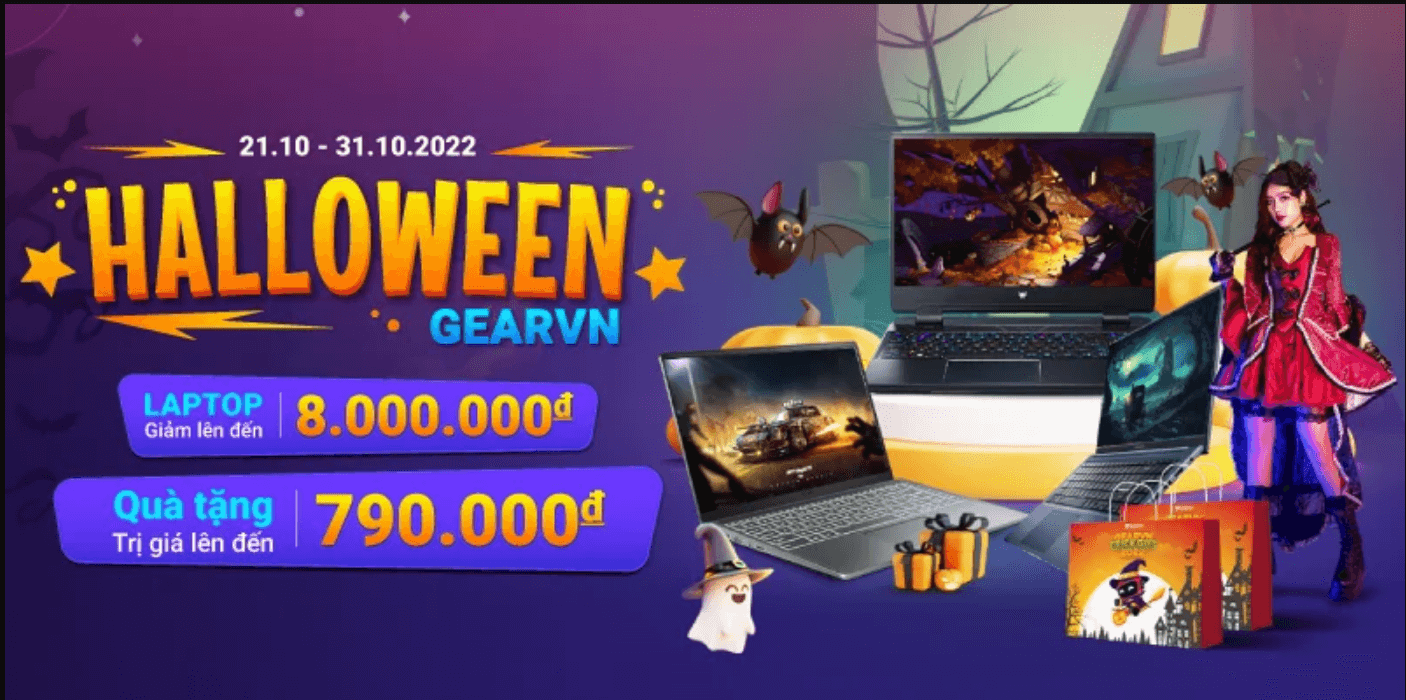 21.10 - 31.10.2022
HALLOWEEN
GEARVN
LAPTOP
Giảm lên đến
8.000.000đ
Quà tặng
Trị giá lên đến
790.000đ